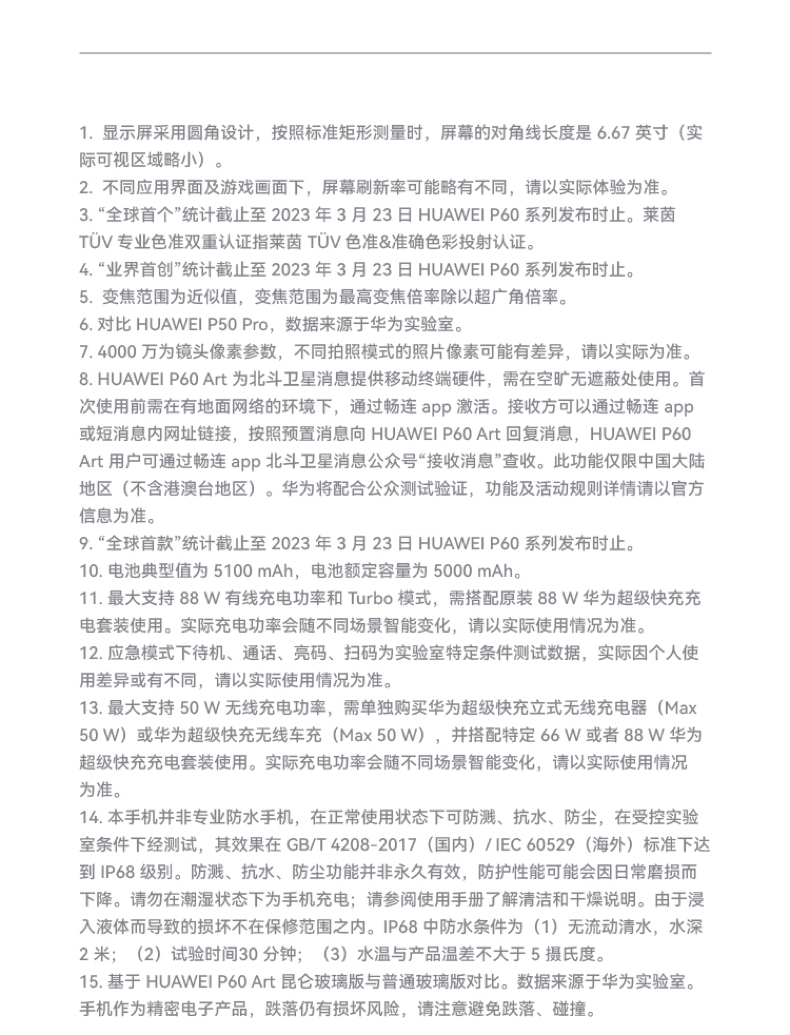 1. 显示屏采用圆角设计，按照标准矩形测量时，屏幕的对角线长度是 6.67 英寸（实
际可视区域略小）。
2. 不同应用界面及游戏画面下，屏幕刷新率可能略有不同，请以实际体验为准。
3. “全球首个”统计截止至 2023 年 3 月 23 日 HUAWEI P60 系列发布时止。莱茵
TÜV 专业色准双重认证指莱茵 TÜV 色准&准确色彩投射认证。
4. “业界首创”统计截止至 2023 年 3 月 23 日 HUAWEI P60 系列发布时止。
5. 变焦范围为近似值，变焦范围为最高变焦倍率除以超广角倍率。
6. 对比 HUAWEI P50 Pro，数据来源于华为实验室。
7. 4000 万为镜头像素参数，不同拍照模式的照片像素可能有差异，请以实际为准。
8. HUAWEI P60 Art 为北斗卫星消息提供移动终端硬件，需在空旷无遮蔽处使用。首
次使用前需在有地面网络的环境下，通过畅连 app 激活。接收方可以通过畅连 app
或短消息内网址链接，按照预置消息向 HUAWEI P60 Art 回复消息，HUAWEI P60
Art 用户可通过畅连 app 北斗卫星消息公众号“接收消息”查收。此功能仅限中国大陆
地区（不含港澳台地区）。华为将配合公众测试验证，功能及活动规则详情请以官方
信息为准。
9. “全球首款”统计截止至 2023 年 3 月 23 日 HUAWEI P60 系列发布时止。
10. 电池典型值为 5100 mAh，电池额定容量为 5000 mAh。
11. 最大支持 88 W 有线充电功率和 Turbo 模式，需搭配原装 88 W 华为超级快充充
电套装使用。实际充电功率会随不同场景智能变化，请以实际使用情况为准。
12. 应急模式下待机、通话、亮码、扫码为实验室特定条件测试数据，实际因个人使
用差异或有不同，请以实际使用情况为准。
13. 最大支持 50 W 无线充电功率，需单独购买华为超级快充立式无线充电器（Max
50 W）或华为超级快充无线车充（Max 50 W），并搭配特定 66 W 或者 88 W 华为
超级快充充电套装使用。实际充电功率会随不同场景智能变化，请以实际使用情况
为准。
14. 本手机并非专业防水手机，在正常使用状态下可防溅、抗水、防尘，在受控实验
室条件下经测试，其效果在 GB/T 4208-2017（国内）/ IEC 60529（海外）标准下达
到 IP68 级别。防溅、抗水、防尘功能并非永久有效，防护性能可能会因日常磨损而
下降。请勿在潮湿状态下为手机充电；请参阅使用手册了解清洁和干燥说明。由于浸
入液体而导致的损坏不在保修范围之内。IP68 中防水条件为（1）无流动清水，水深
2 米；（2）试验时间30 分钟；（3）水温与产品温差不大于 5 摄氏度。
15. 基于 HUAWEI P60 Art 昆仑玻璃版与普通玻璃版对比。数据来源于华为实验室。
手机作为精密电子产品，跌落仍有损坏风险，请注意避免跌落、碰撞。